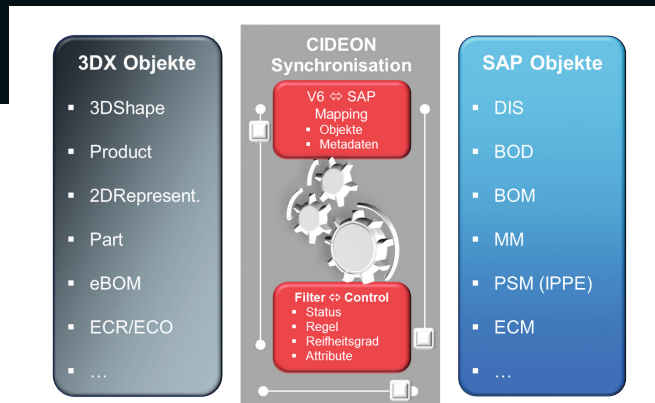 3DX Objekte
3DShape
Product
2DRepresent.
Part
eBOM
ECR/ECO
…
CIDEON
Synchronisation
V6 ⇔ SAP
Mapping
Objekte
Metadaten
Filter ⇔ Control
Status
Regel
Reifheitsgrad
Attribute
SAP Objekte
DIS
BOD
BOM
MM
PSM (IPPE)
ECM
…